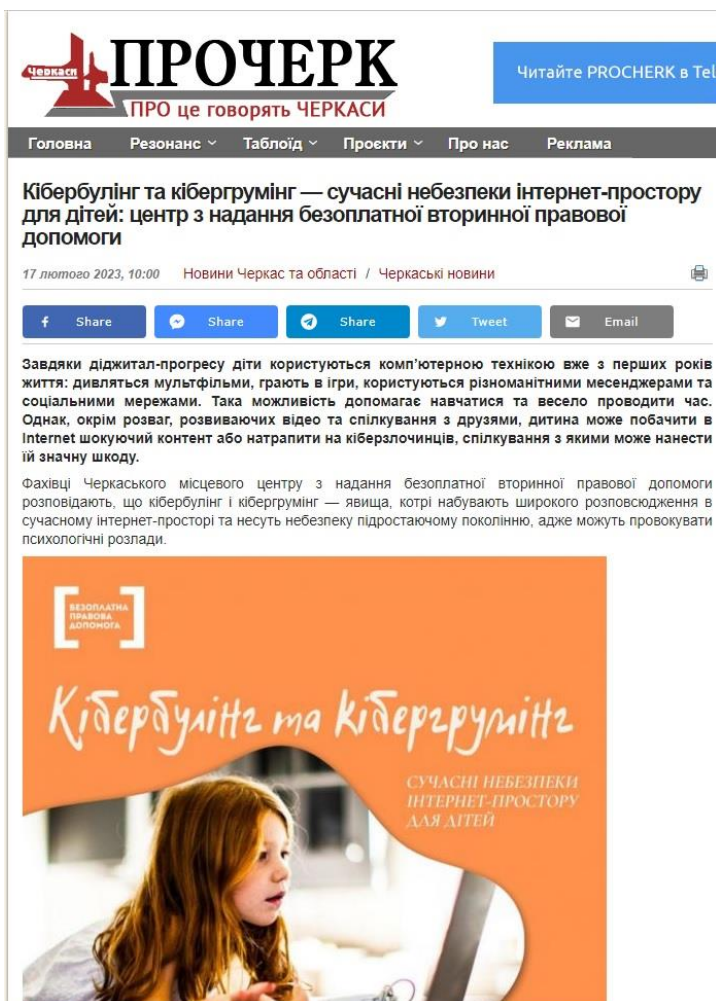 Черкаси
ПРОЧЕРК
ПРО це говорять ЧЕРКАСИ
Читайте PROCHERK в Tel
Головна Резонанс Таблоїд Проєкти Про нас Реклама
Кібербулінг та кібергрумінг — сучасні небезпеки інтернет-простору
для дітей: центр з надання безоплатної вторинної правової
допомоги
17 лютого 2023, 10:00 Новини Черкас та області / Черкаські новини
Share Share Share Tweet Email
Завдяки діджитал-прогресу діти користуються комп’ютерною технікою вже з перших років
життя: дивляться мультфільми, грають в ігри, користуються різноманітними месенджерами та
соціальними мережами. Така можливість допомагає навчатися та весело проводити час.
Однак, окрім розваг, розвиваючих відео та спілкування з друзями, дитина може побачити в
Internet шокуючий контент або натрапити на кіберзлочинців, спілкування з якими може нанести
їй значну шкоду.
Фахівці Черкаського місцевого центру з надання безоплатної вторинної правової допомоги
розповідають, що кібербулінг і кібергрумінг — явища, котрі набувають широкого розповсюдження в
сучасному інтернет-просторі та несуть небезпеку підростаючому поколінню, адже можуть провокувати
психологічні розлади.
БЕЗОПЛАТНА
ПРАВОВА
ДОПОМОГА
Кібербулінг та кібергрумінг
СУЧАСНІ НЕБЕЗПЕКИ
ІНТЕРНЕТ-ПРОСТОРУ
ДЛЯ ДІТЕЙ